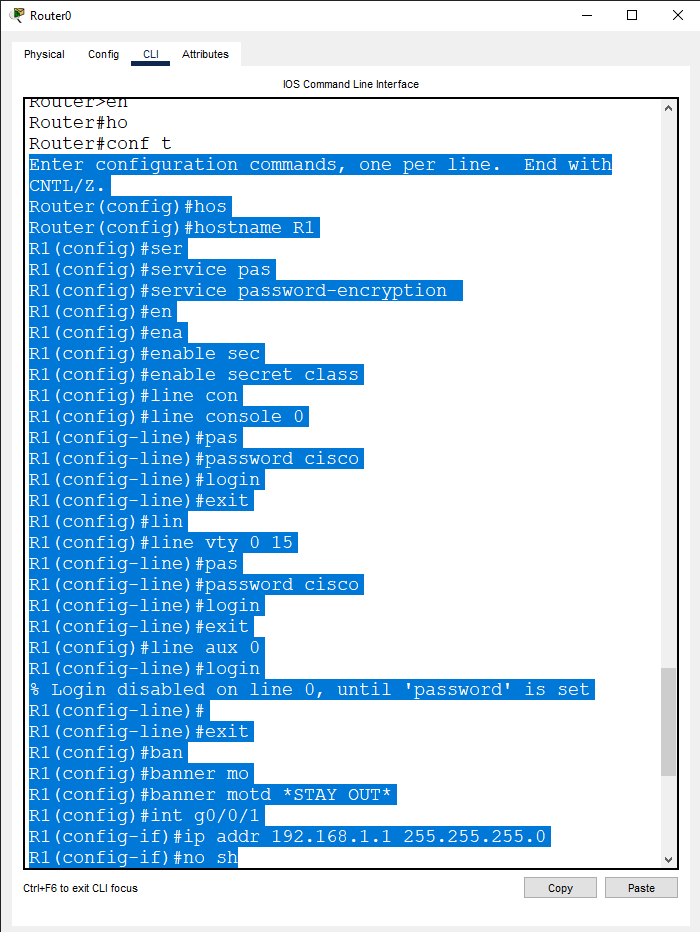 Router0
Physical Config CLI Attributes
IOS Command Line Interface
Router>en
Router#ho
Router#conf t
Enter configuration commands, one per line.  End with
CNTL/Z.
Router(config)#hos
Router(config)#hostname R1
R1(config)#ser
R1(config)#service pas
R1(config)#service password-encryption
R1(config)#en
R1(config)#ena
R1(config)#enable sec
R1(config)#enable secret class
R1(config)#line con
R1(config)#line console 0
R1(config-line)#pas
R1(config-line)#password cisco
R1(config-line)#login
R1(config-line)#exit
R1(config)#lin
R1(config)#line vty 0 15
R1(config-line)#pas
R1(config-line)#password cisco
R1(config-line)#login
R1(config-line)#exit
R1(config)#line aux 0
R1(config-line)#login
% Login disabled on line 0, until 'password' is set
R1(config-line)#
R1(config-line)#exit
R1(config)#ban
R1(config)#banner mo
R1(config)#banner motd *STAY OUT*
R1(config)#int g0/0/1
R1(config-if)#ip addr 192.168.1.1 255.255.255.0
R1(config-if)#no sh
Ctrl+F6 to exit CLI focus
Copy Paste